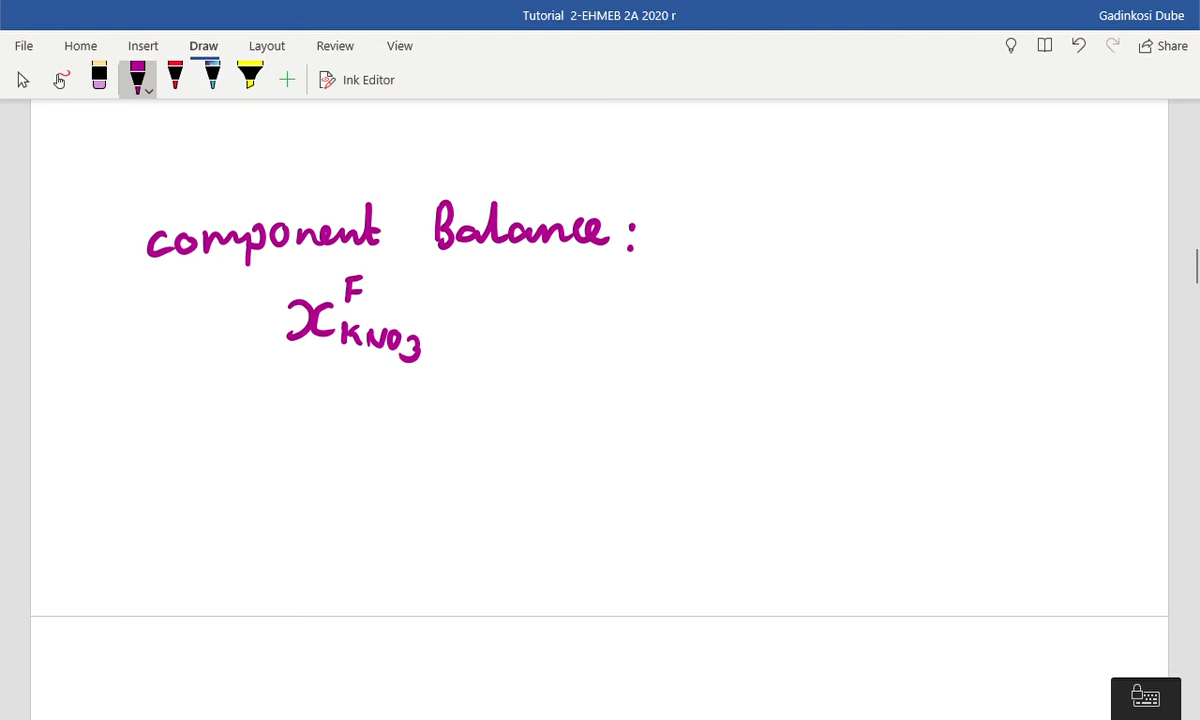 Tutorial 2-EHMEB 2A 2020 r
Gadinkosi Dube
File Home Insert Draw Layout Review View
Share
Ink Editor
component Balance :
x F KNO3